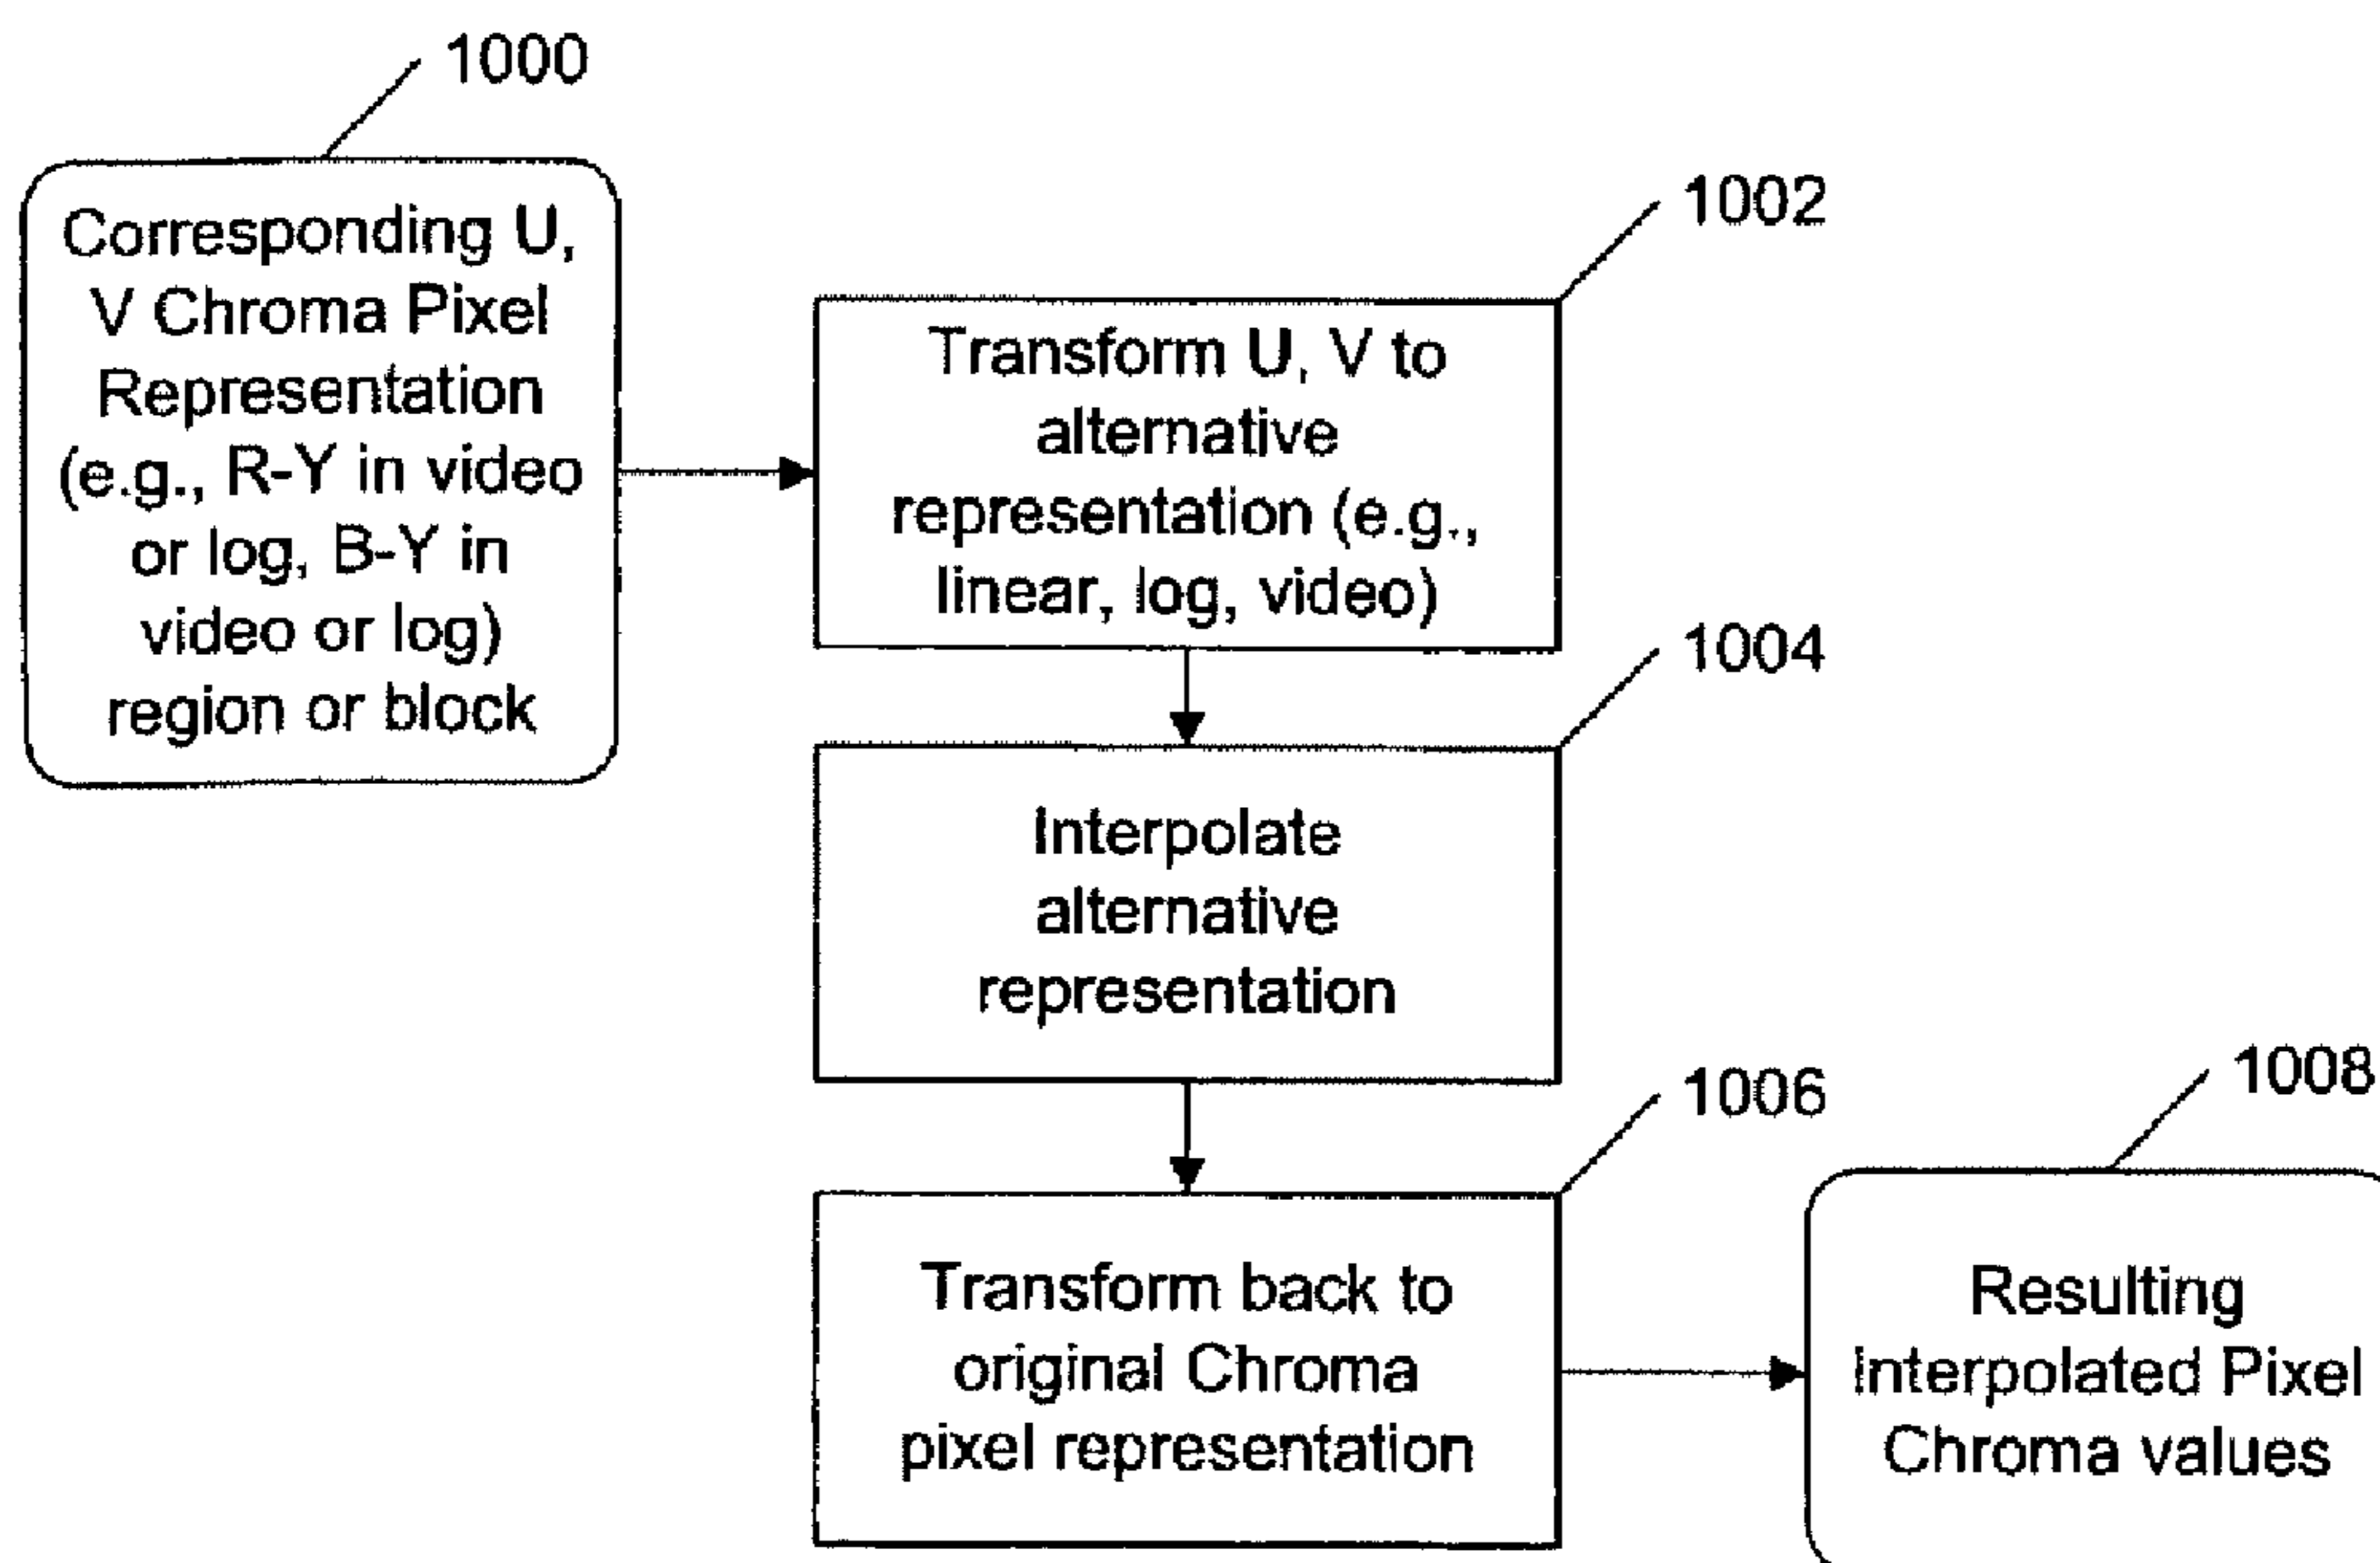 1000
Corresponding U,
V Chroma Pixel
Representation
(e.g., R-Y in video
or log, B-Y in
video or log)
region or block
1002
Transform U, V to
alternative
representation (e.g.,
linear, log, video)
1004
Interpolate
alternative
representation
1006
Transform back to
original Chroma
pixel representation
1008
Resulting
interpolated Pixel
Chroma values